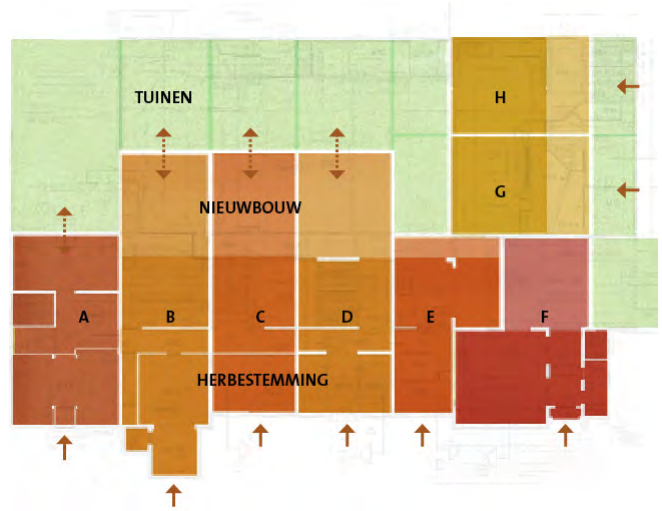 TUINEN
H
G
NIEUWBOUW
A B C D E F
HERBESTEMMING